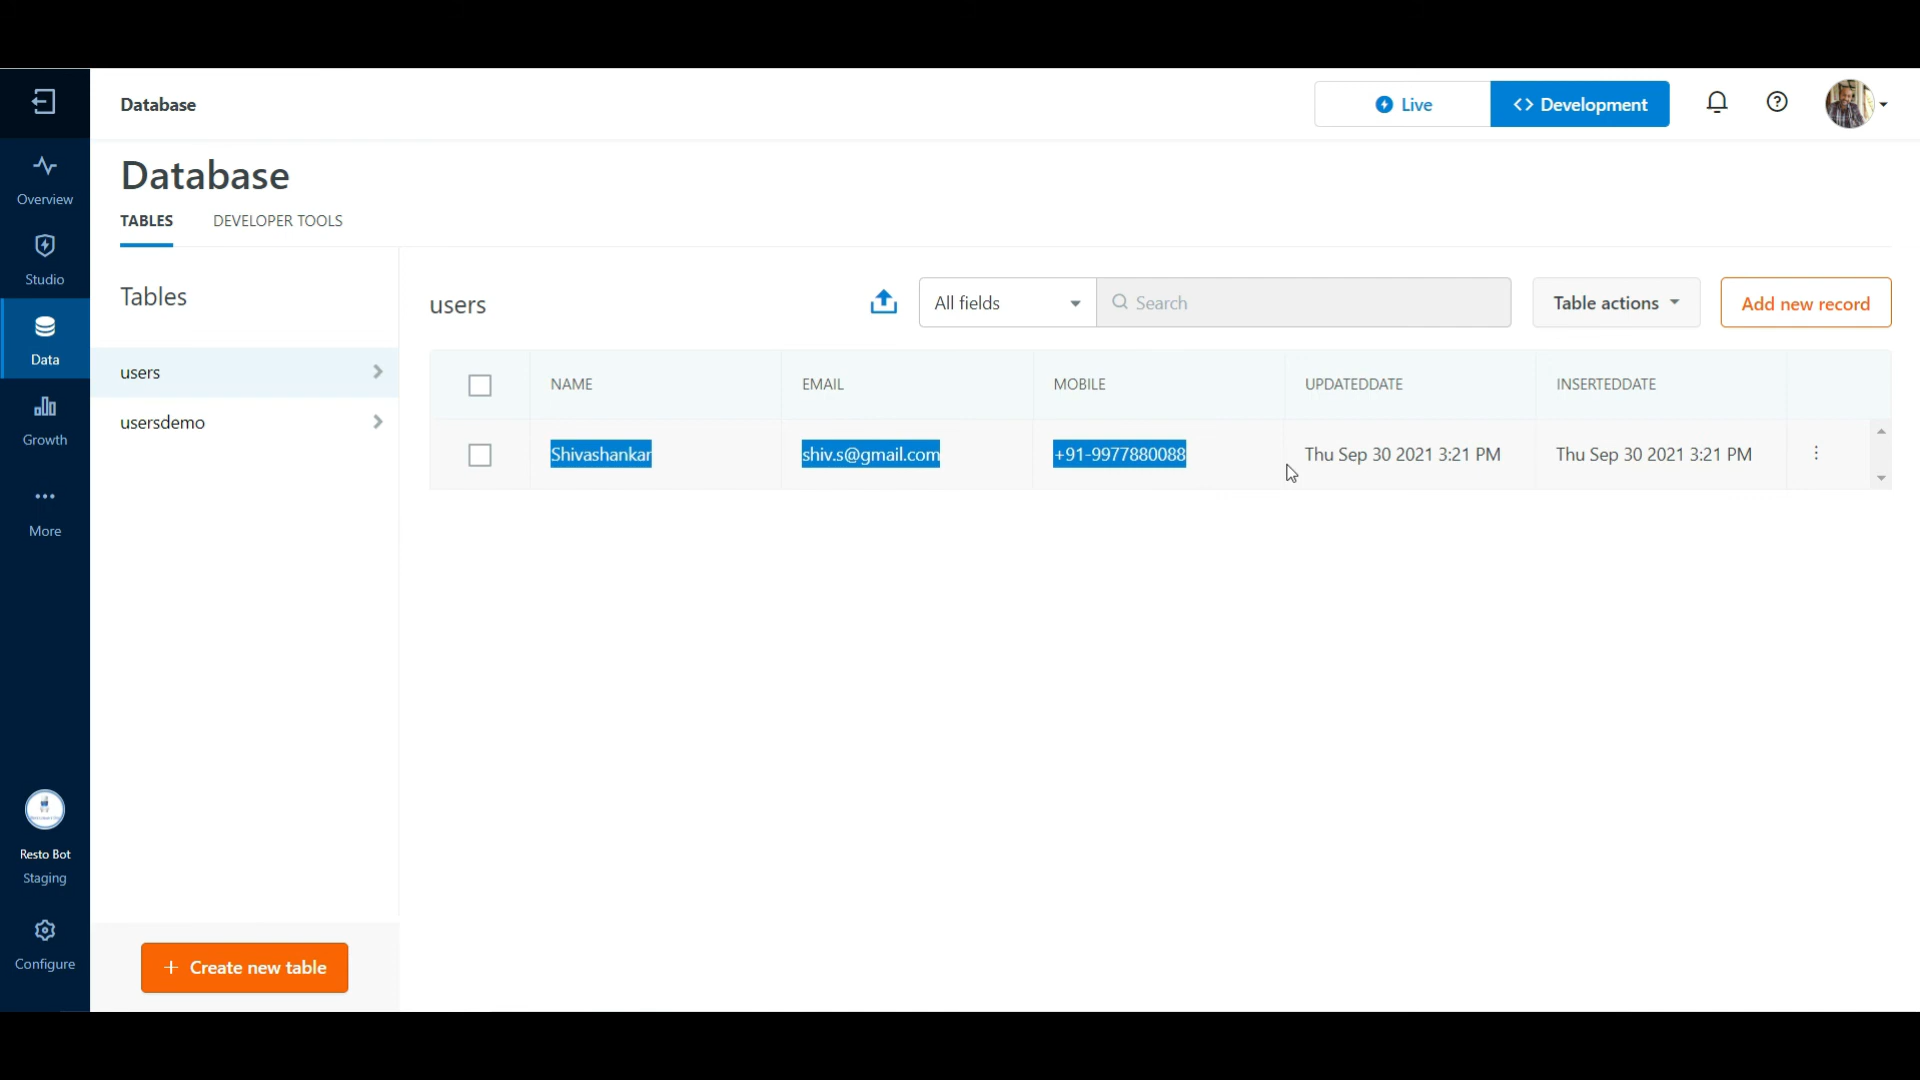 Database
Live
<> Development
Database
TABLES
DEVELOPER TOOLS
Overview
Studio
Data
Growth
More
Resto Bot
Staging
Configure
Tables
users
usersdemo
+ Create new table
users
All fields
Search
Table actions
Add new record
NAME EMAIL MOBILE UPDATEDDATE INSERTEDDATE
Shivashankar shiv.s@gmail.com +91-9977880088 Thu Sep 30 2021 3:21 PM Thu Sep 30 2021 3:21 PM